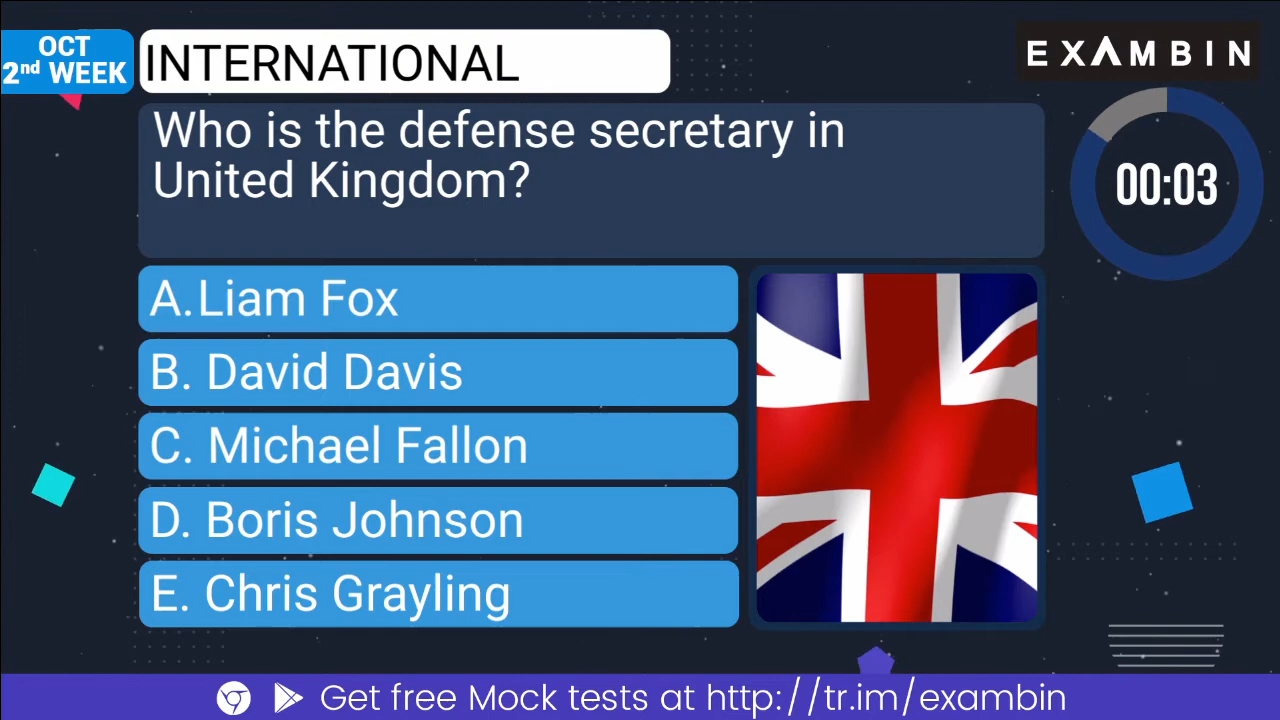 OCT
2nd WEEK
INTERNATIONAL
EXAMBIN
Who is the defense secretary in
United Kingdom?
00:03
A.Liam Fox
B. David Davis
C. Michael Fallon
D. Boris Johnson
E. Chris Grayling
Get free Mock tests at http://tr.im/exambin